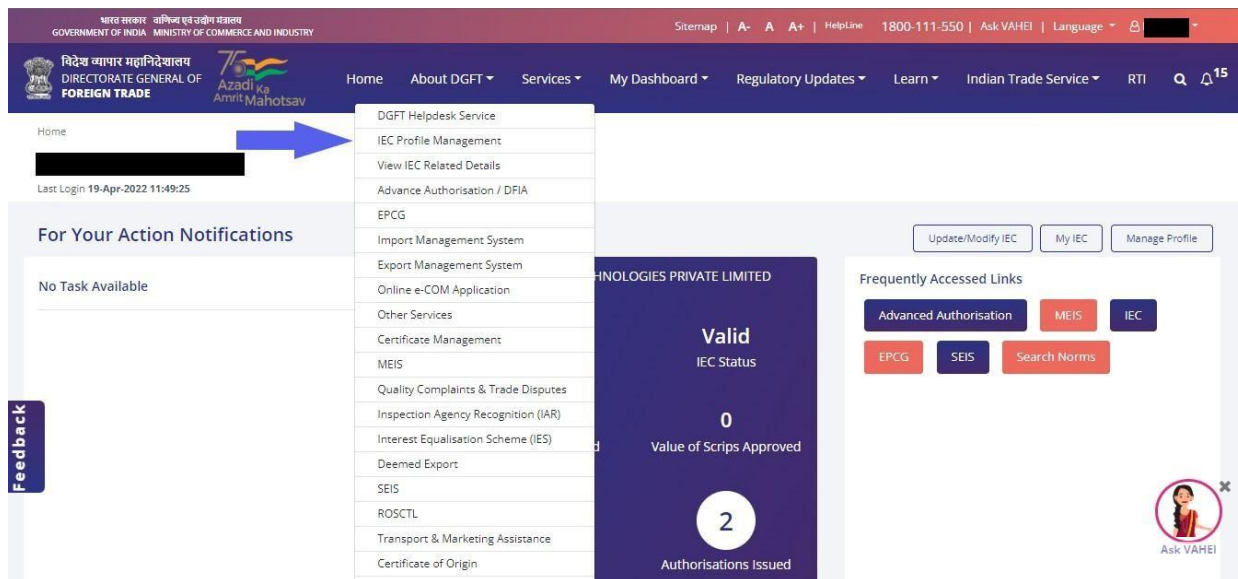 भारत सरकार वाणिज्य एवं उद्योग मंत्रालय
GOVERNMENT OF INDIA MINISTRY OF COMMERCE AND INDUSTRY
Sitemap | A- A A+ | HelpLine 1800-111-550 | Ask VAHEI | Language
विदेश व्यापार महानिदेशालय
DIRECTORATE GENERAL OF
FOREIGN TRADE
75
Azadi Ka
Amrit Mahotsav
Home About DGFT Services My Dashboard Regulatory Updates Learn Indian Trade Service RTI 15
Home
Last Login 19-Apr-2022 11:49:25
DGFT Helpdesk Service
IEC Profile Management
View IEC Related Details
Advance Authorisation / DFIA
EPCG
Import Management System
Export Management System
Online e-COM Application
Other Services
Certificate Management
MEIS
Quality Complaints & Trade Disputes
Inspection Agency Recognition (IAR)
Interest Equalisation Scheme (IES)
Deemed Export
SEIS
ROSCTL
Transport & Marketing Assistance
Certificate of Origin
For Your Action Notifications
Update/Modify IEC My IEC Manage Profile
No Task Available
HNOLOGIES PRIVATE LIMITED
Valid
IEC Status
0
d Value of Scrips Approved
2
Authorisations Issued
Frequently Accessed Links
Advanced Authorisation MEIS IEC
EPCG SEIS Search Norms
Feedback
Ask VAHEI